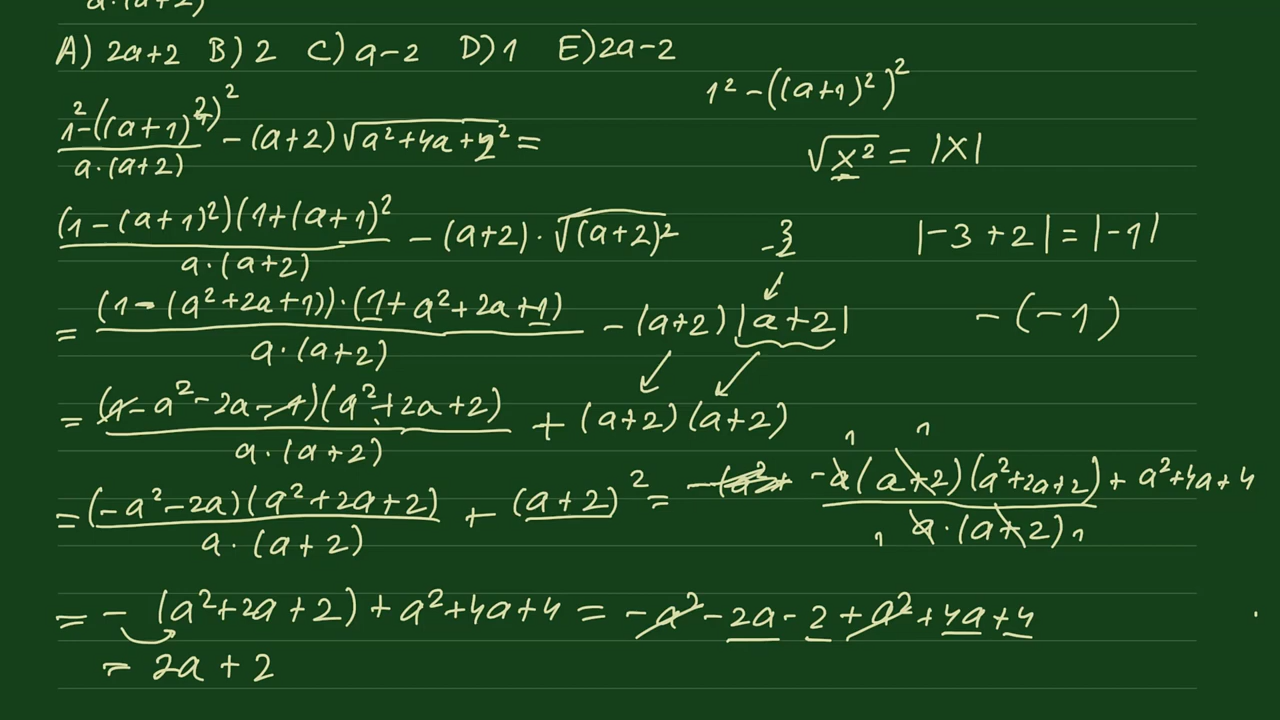 a·(a+2)
A) 2a+2 B) 2 C) a-2 D) 1 E) 2a-2
1² - ((a+1)²)²
(1² - ((a+1)²)²)/(a·(a+2)) - (a+2)√(a²+4a+2²) =
√(x²) = |x|
((1-(a+1)²)(1+(a+1)²)/(a·(a+2)) - (a+2)·√((a+2)²)
|-3+2| = |-1|
= ((1-(a²+2a+1))·(1+a²+2a+1))/(a·(a+2)) - (a+2)|a+2|
-(-1)
= ((1-a²-2a-1)(a²+2a+2))/(a·(a+2)) + (a+2)(a+2)
= ((-a²-2a)(a²+2a+2))/(a·(a+2)) + (a+2)² = (-a(a+2)(a²+2a+2))/(a·(a+2)) + a²+4a+4
= -(a²+2a+2)+a²+4a+4 = -a²-2a-2+a²+4a+4
= 2a+2